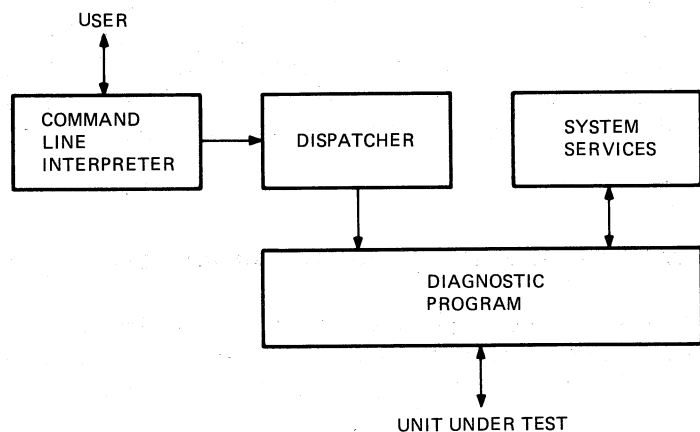 USER
COMMAND
LINE
INTERPRETER
DISPATCHER
SYSTEM
SERVICES
DIAGNOSTIC
PROGRAM
UNIT UNDER TEST